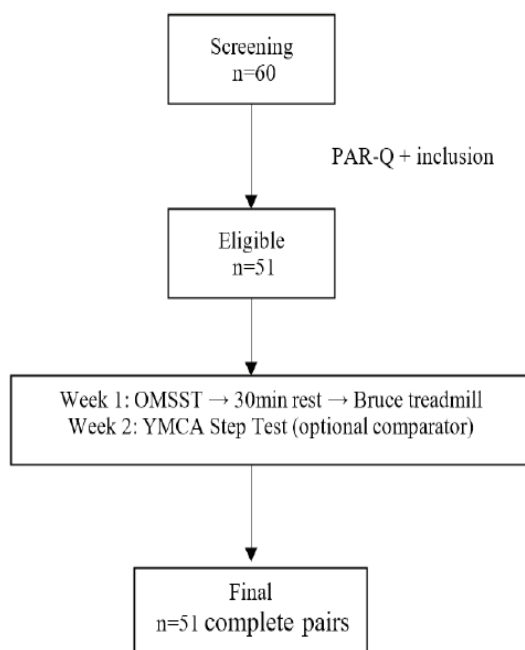 Screening
n=60
PAR-Q + inclusion
Eligible
n=51
Week 1: OMSST → 30min rest → Bruce treadmill
Week 2: YMCA Step Test (optional comparator)
Final
n=51 complete pairs